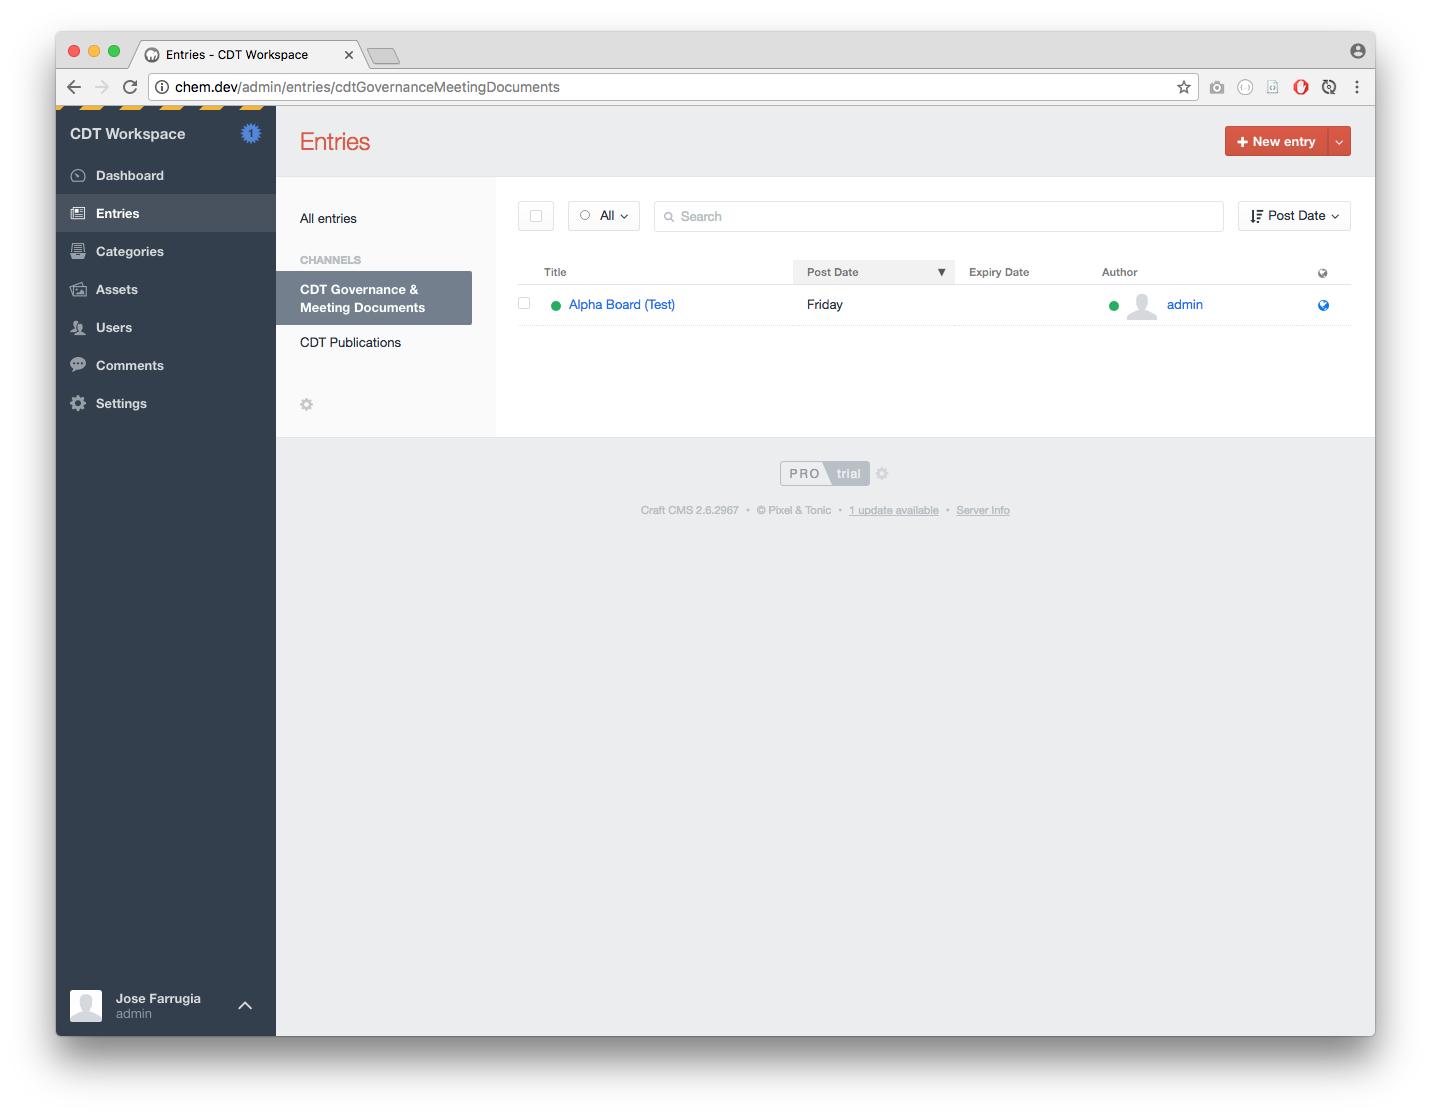 Entries - CDT Workspace
chem.dev/admin/entries/cdtGovernanceMeetingDocuments
CDT Workspace
1
Dashboard
Entries
Categories
Assets
Users
Comments
Settings
Jose Farrugia
admin
Entries
New entry
All entries
CHANNELS
CDT Governance &
Meeting Documents
CDT Publications
All
Search
Post Date
Title Post Date Expiry Date Author
Alpha Board (Test) Friday admin
PRO trial
Craft CMS 2.6.2967 • © Pixel & Tonic • 1 update available • Server Info